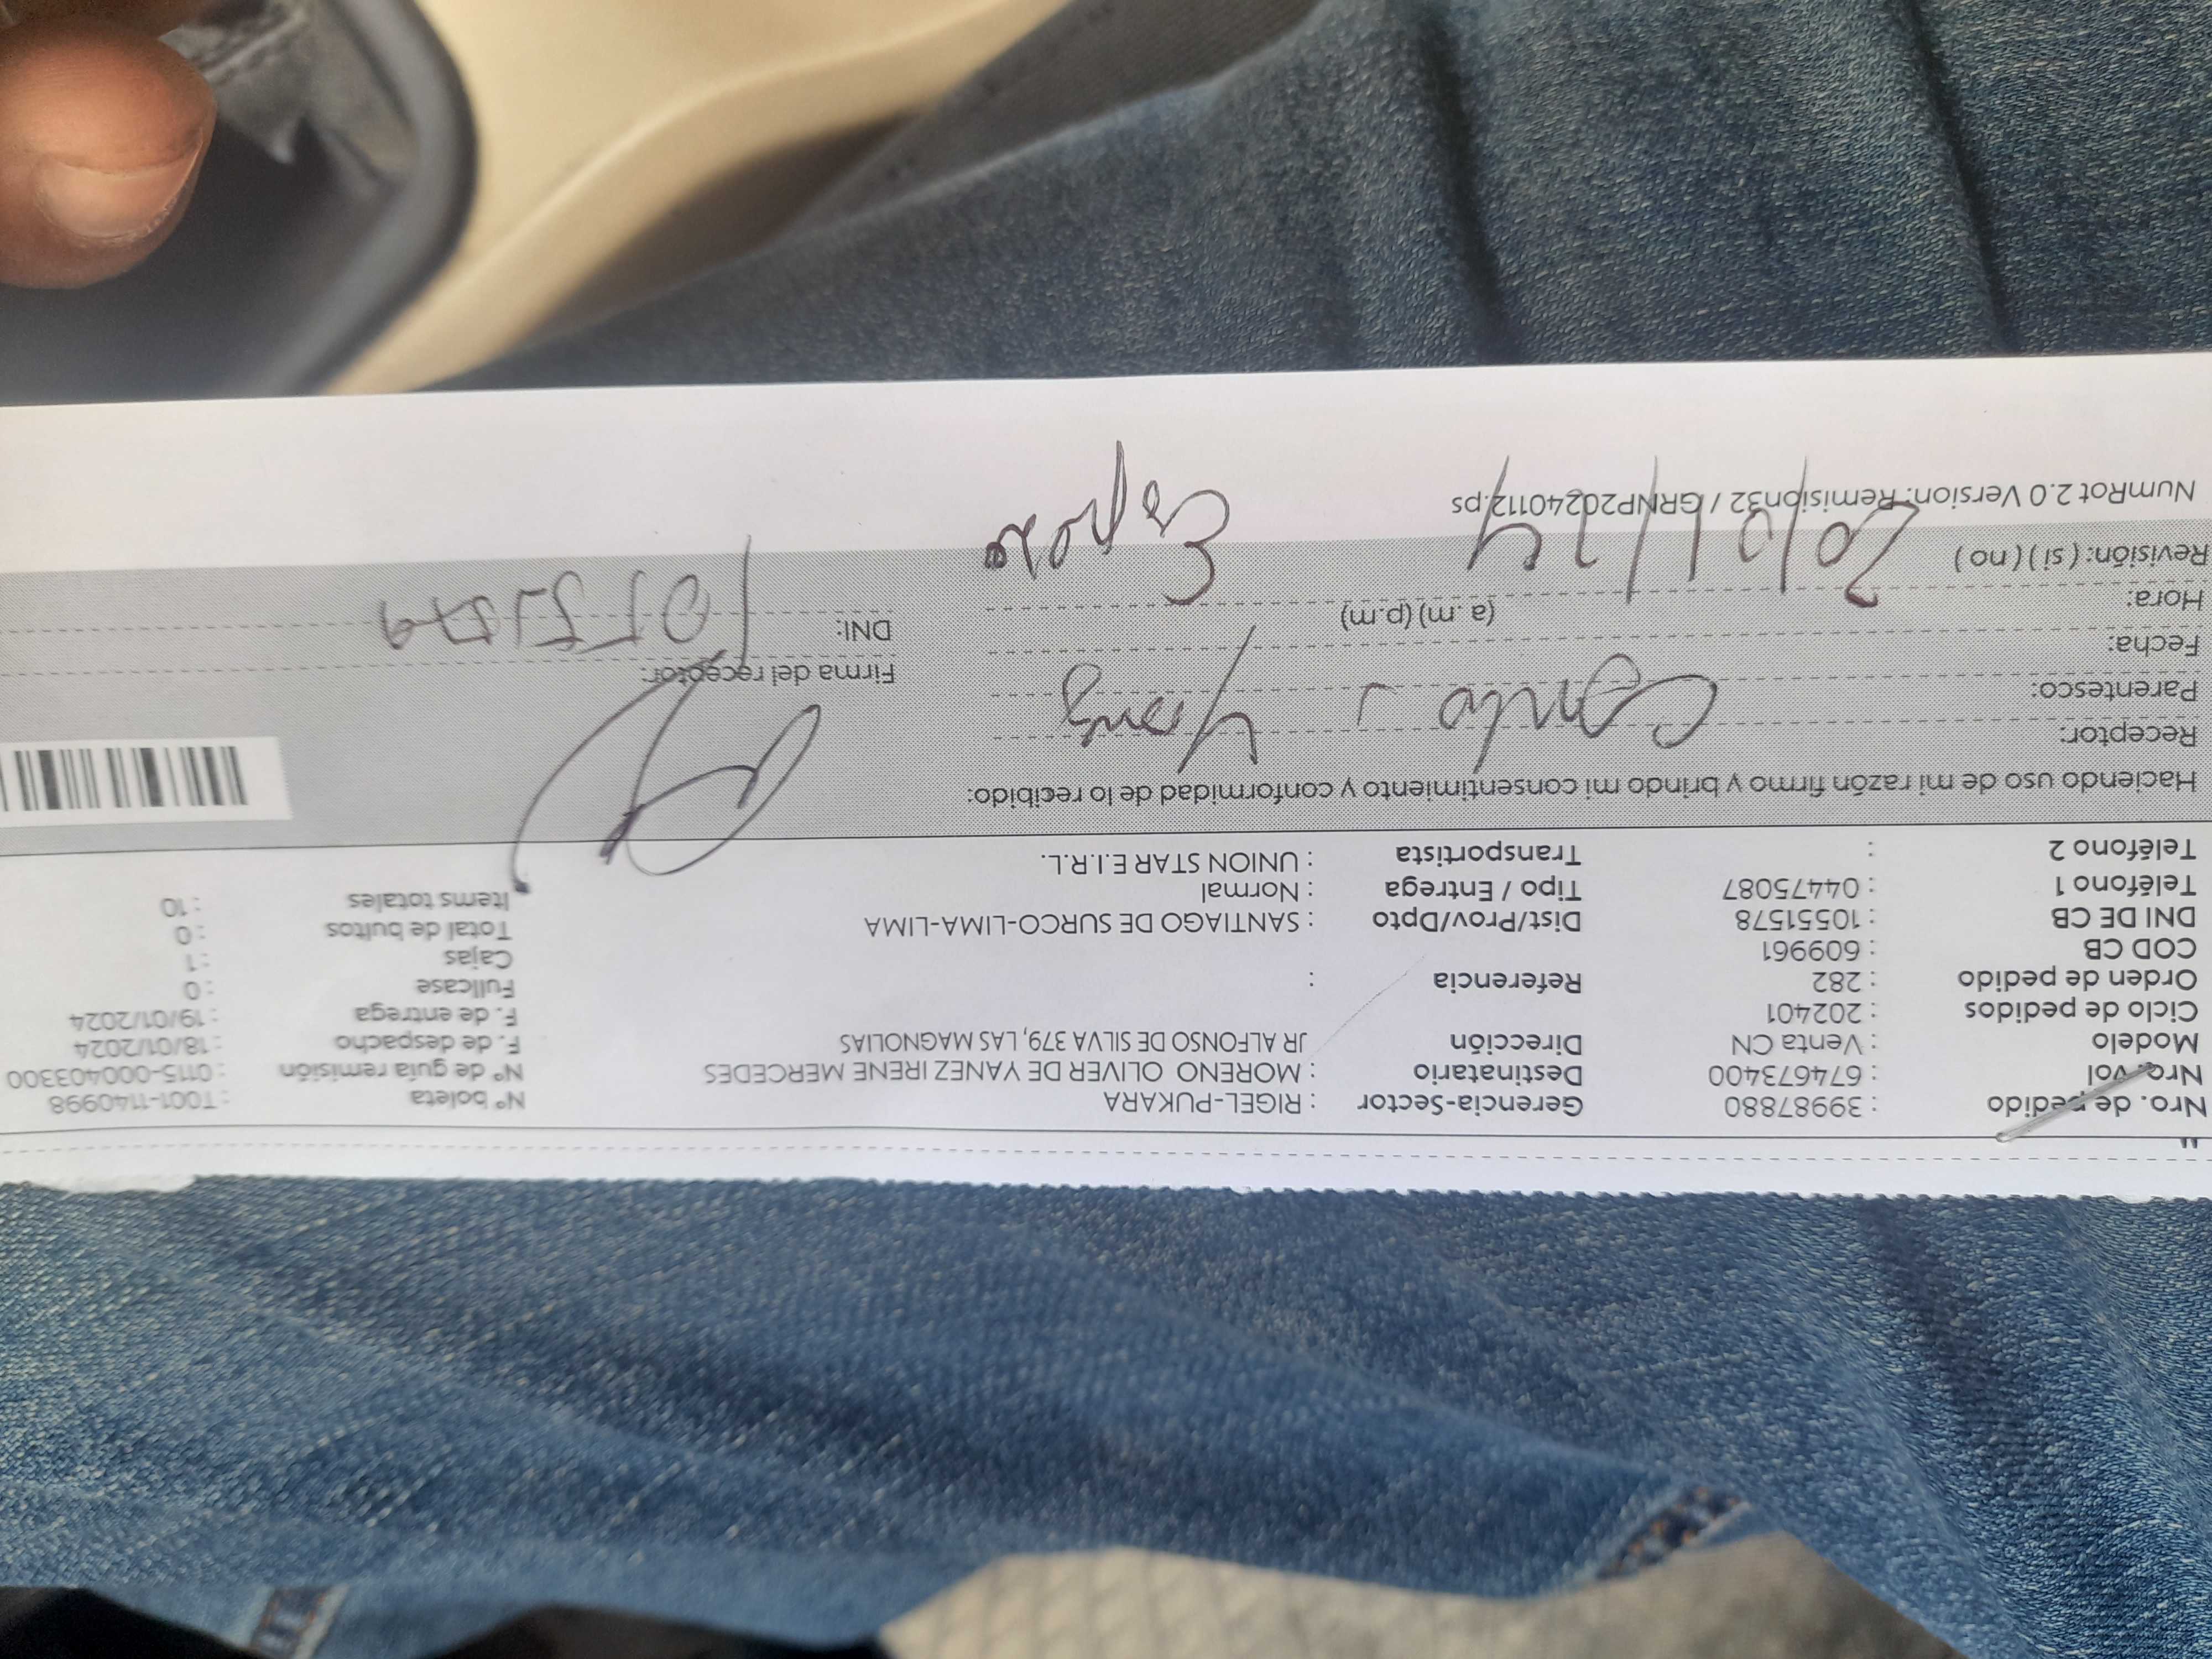 Nro. de pedido : 39987880 Gerencia-Sector : RIGEL-PUKARA Nº boleta : T001-1140998
Nro. vol : 674673400 Destinatario : MORENO OLIVER DE YANEZ IRENE MERCEDES Nº de guía remisión : 0115-000403300
Modelo : Venta CN Dirección JR ALFONSO DE SILVA 379, LAS MAGNOLIAS F. de despacho : 18/01/2024
Ciclo de pedidos : 202401 F. de entrega : 19/01/2024
Orden de pedido : 282 Referencia : Fullcase : 0
COD CB : 609961 Cajas : 1
DNI DE CB : 10551578 Dist/Prov/Dpto : SANTIAGO DE SURCO-LIMA-LIMA Total de bultos : 0
Teléfono 1 : 04475087 Tipo / Entrega : Normal Items totales : 10
Teléfono 2 : Transportista : UNION STAR E.I.R.L.
Haciendo uso de mi razón firmo y brindo mi consentimiento y conformidad de lo recibido:
Receptor:
Parentesco: Firma del receptor:
Fecha: DNI:
Hora: (a. m) (p.m)
Revisión: (si) (no) 20/01/24
NumRot 2.0 Version: Remision32 / GRNP20240112.ps